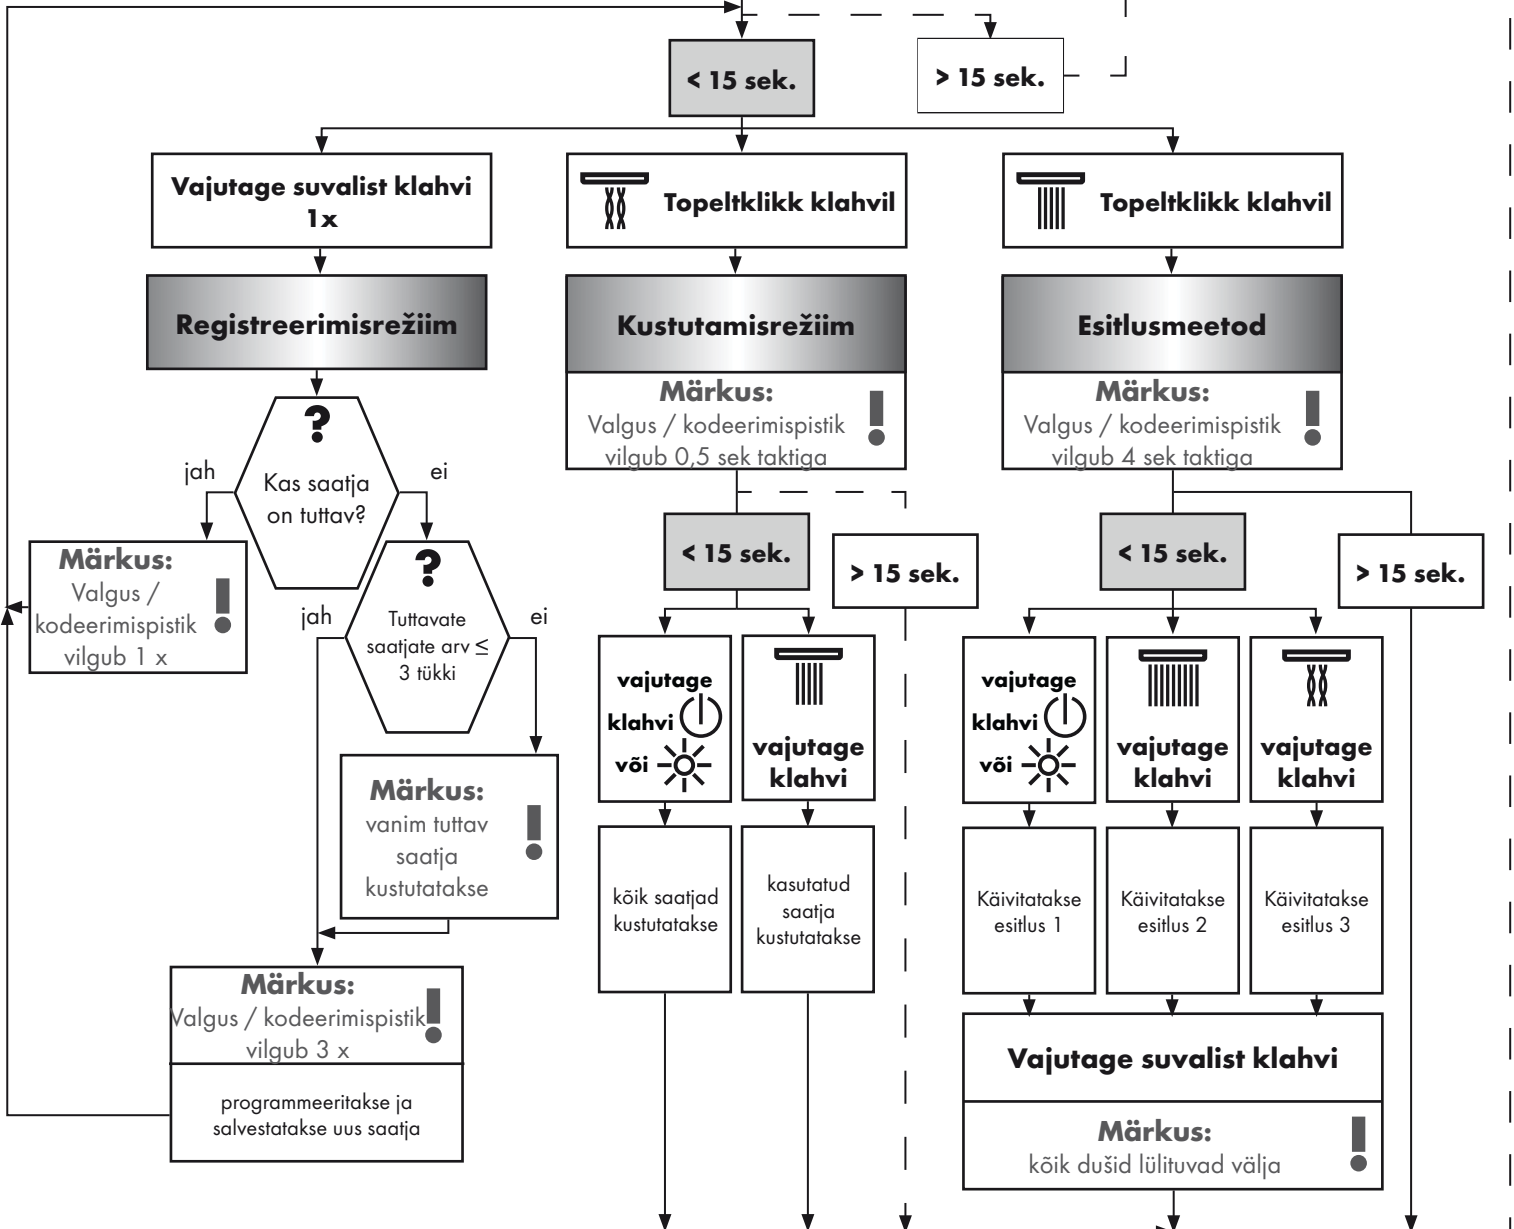 < 15 sek.
> 15 sek.
Vajutage suvalist klahvi
1x
Topeltklikk klahvil
Topeltklikk klahvil
Registreerimisrežiim
Kustutamisrežiim
Märkus:
Valgus / kodeerimispistik
vilgub 0,5 sek taktiga
Esitlusmeetod
Märkus:
Valgus / kodeerimispistik
vilgub 4 sek taktiga
?
Kas saatja
on tuttav?
jah
ei
Märkus:
Valgus /
kodeerimispistik
vilgub 1 x
?
Tuttavate
saatjate arv ≤
3 tükki
jah
ei
Märkus:
vanim tuttav
saatja
kustutatakse
Märkus:
Valgus / kodeerimispistik
vilgub 3 x
programmeeritakse ja
salvestatakse uus saatja
< 15 sek.
> 15 sek.
vajutage
klahvi
või
vajutage
klahvi
kõik saatjad
kustutatakse
kasutatud
saatja
kustutatakse
< 15 sek.
> 15 sek.
vajutage
klahvi
või
vajutage
klahvi
vajutage
klahvi
Käivitatakse
esitlus 1
Käivitatakse
esitlus 2
Käivitatakse
esitlus 3
Vajutage suvalist klahvi
Märkus:
kõik dušid lülituvad välja